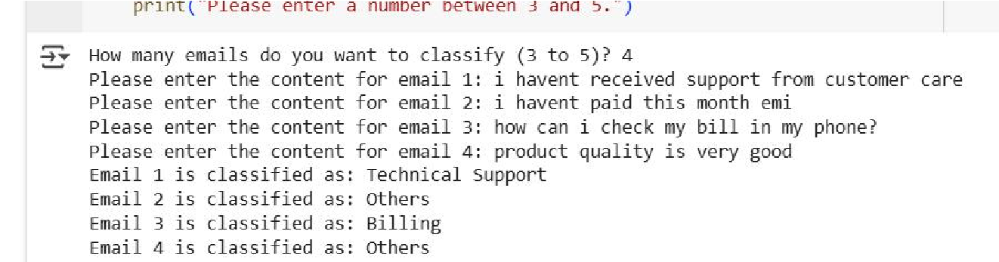 print("Please enter a number between 3 and 5.")
How many emails do you want to classify (3 to 5)? 4
Please enter the content for email 1: i havent received support from customer care
Please enter the content for email 2: i havent paid this month emi
Please enter the content for email 3: how can i check my bill in my phone?
Please enter the content for email 4: product quality is very good
Email 1 is classified as: Technical Support
Email 2 is classified as: Others
Email 3 is classified as: Billing
Email 4 is classified as: Others